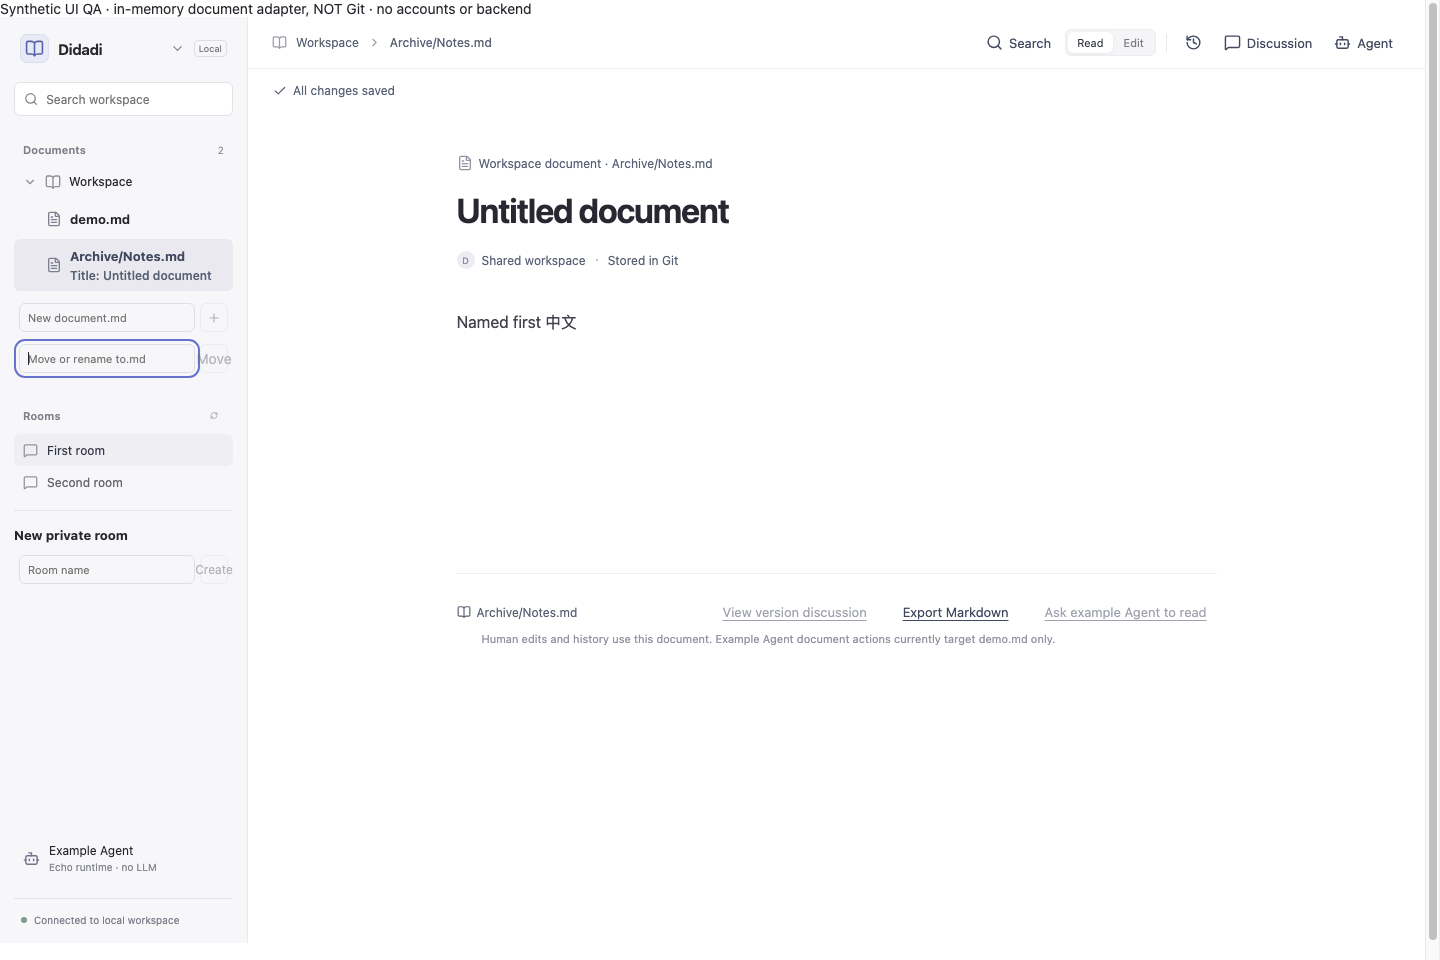 Synthetic UI QA · in-memory document adapter, NOT Git · no accounts or backend
Didadi
Local
Search workspace
Documents
2
Workspace
demo.md
Archive/Notes.md
Title: Untitled document
New document.md
Move or rename to.md
Move
Rooms
First room
Second room
New private room
Room name
Create
Example Agent
Echo runtime · no LLM
Connected to local workspace
Workspace
Archive/Notes.md
Search
Read
Edit
Discussion
Agent
All changes saved
Workspace document · Archive/Notes.md
Untitled document
D
Shared workspace · Stored in Git
Named first 中文
Archive/Notes.md
View version discussion
Export Markdown
Ask example Agent to read
Human edits and history use this document. Example Agent document actions currently target demo.md only.